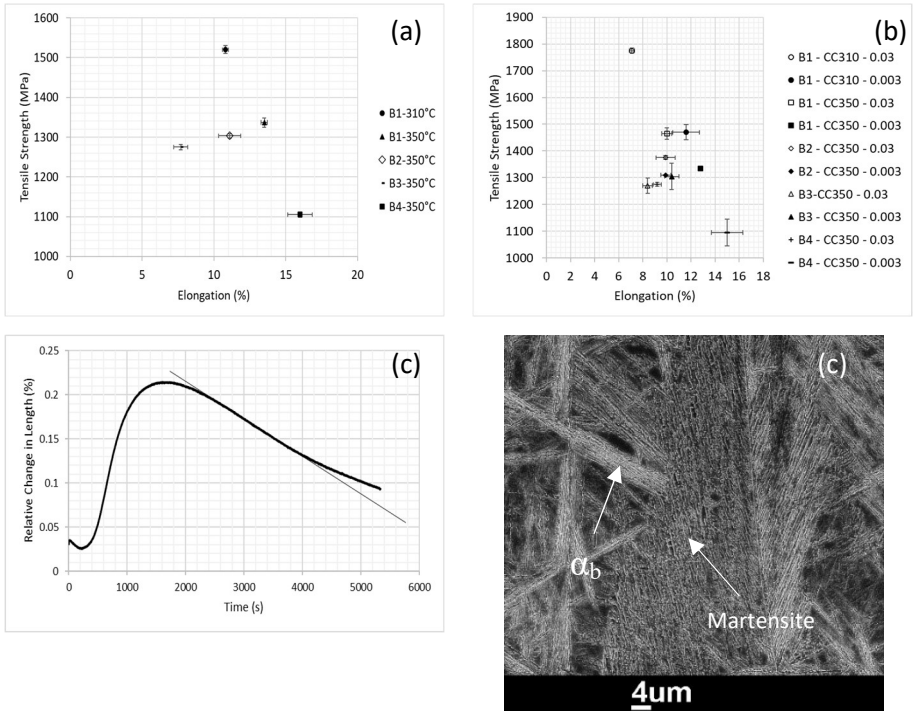 (a)
Tensile Strength (MPa)
1600
1500
1400
1300
1200
1100
1000
0 5 10 15 20
Elongation (%)
B1-310°C
B1-350°C
B2-350°C
B3-350°C
B4-350°C
(b)
Tensile Strength (MPa)
1900
1800
1700
1600
1500
1400
1300
1200
1100
1000
0 2 4 6 8 10 12 14 16 18
Elongation (%)
B1 - CC310 - 0.03
B1 - CC310 - 0.003
B1 - CC350 - 0.03
B1 - CC350 - 0.003
B2 - CC350 - 0.03
B2 - CC350 - 0.003
B3-CC350 - 0.03
B3 - CC350 - 0.003
B4 - CC350 - 0.03
B4 - CC350 - 0.003
(c)
Relative Change in Length (%)
0.25
0.2
0.15
0.1
0.05
0
0 1000 2000 3000 4000 5000 6000
Time (s)
(c)
αb
Martensite
4um